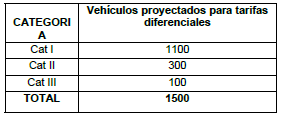 CATEGORI
A
Vehículos proyectados para tarifas
diferenciales
Cat I 1100
Cat II 300
Cat III 100
TOTAL 1500